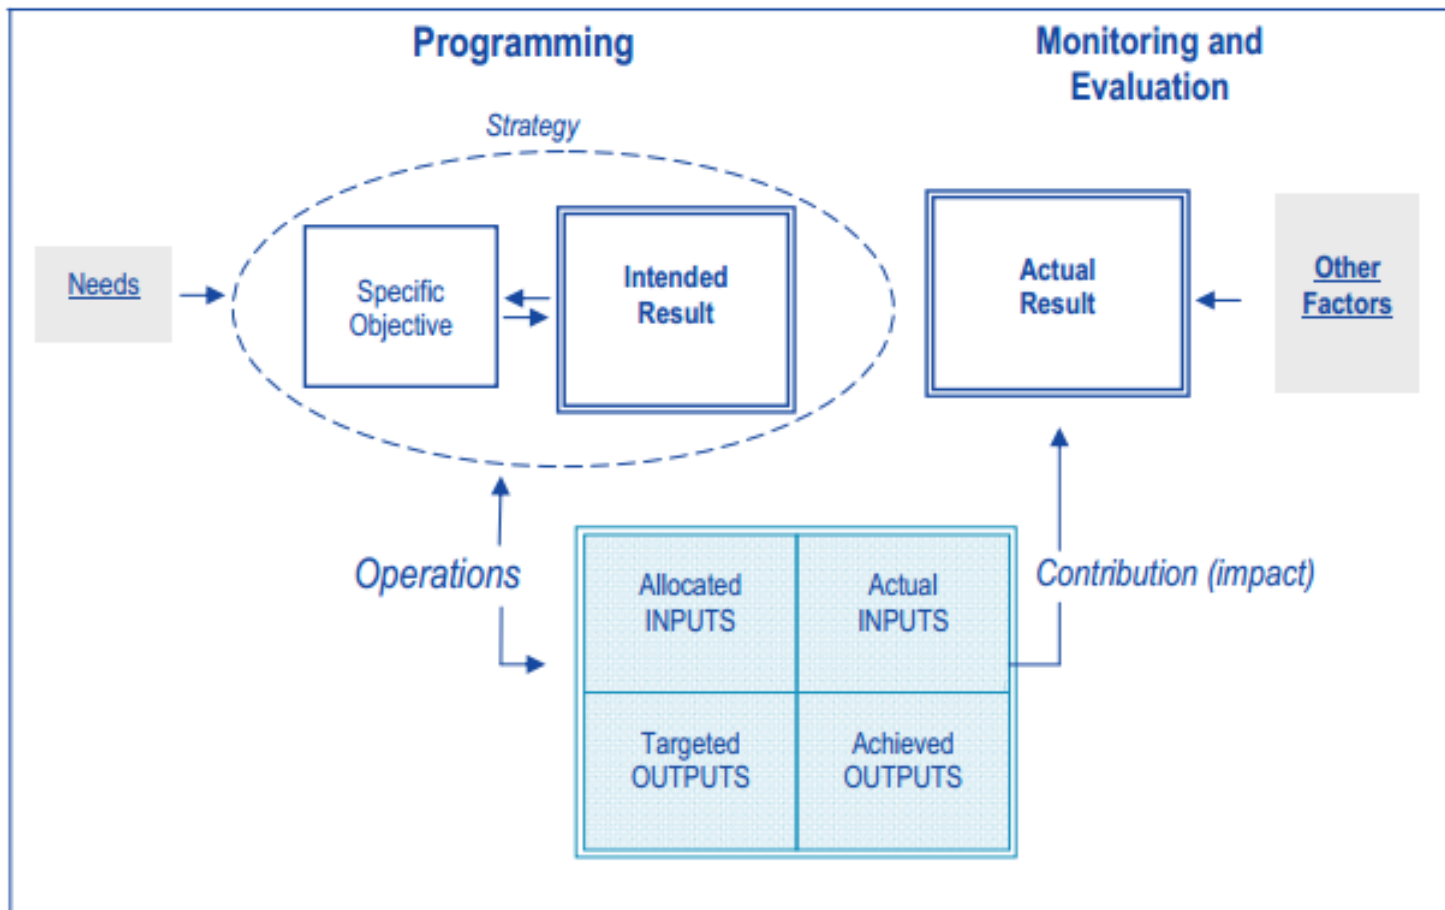 Programming
Monitoring and
Evaluation
Strategy
Needs
Specific
Objective
Intended
Result
Actual
Result
Other
Factors
Operations
Allocated
INPUTS
Actual
INPUTS
Contribution (impact)
Targeted
OUTPUTS
Achieved
OUTPUTS